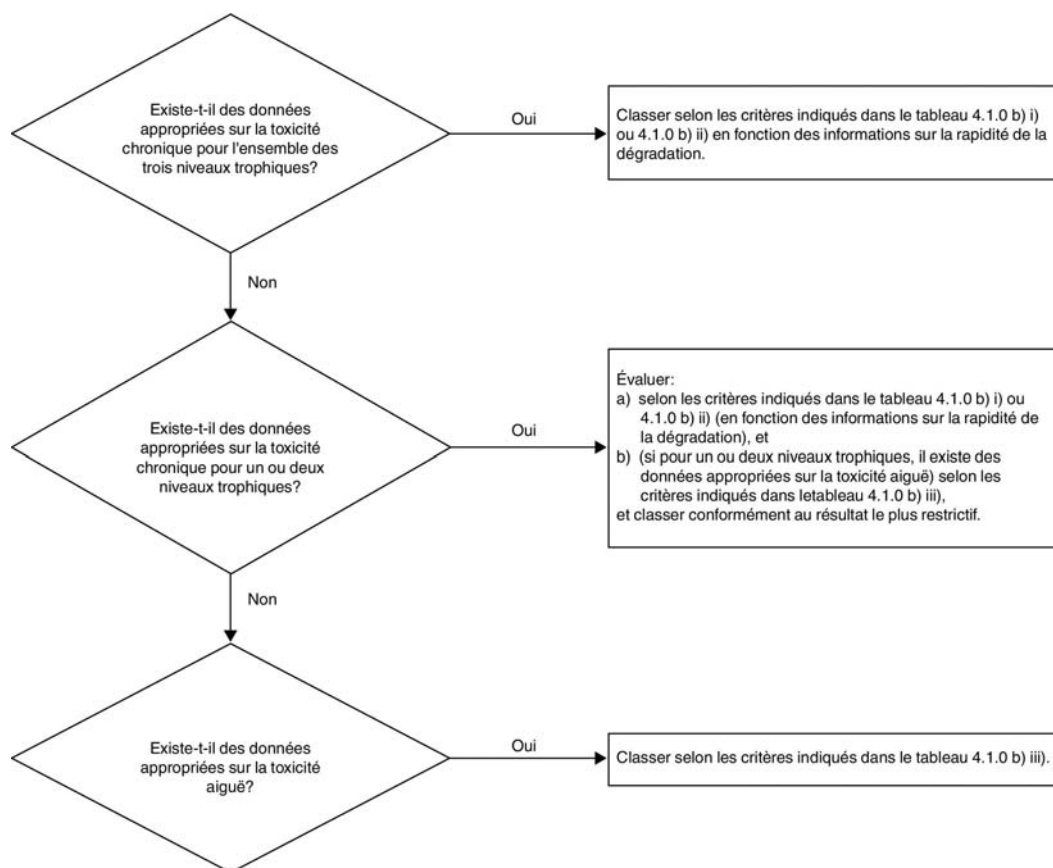 Existe-t-il des données
appropriées sur la toxicité
chronique pour l'ensemble des
trois niveaux trophiques?
Oui
Classer selon les critères indiqués dans le tableau 4.1.0 b) i)
ou 4.1.0 b) ii) en fonction des informations sur la rapidité de la
dégradation.
Non
Existe-t-il des données
appropriées sur la toxicité
chronique pour un ou deux
niveaux trophiques?
Oui
Évaluer:
a) selon les critères indiqués dans le tableau 4.1.0 b) i) ou
4.1.0 b) ii) (en fonction des informations sur la rapidité de
la dégradation), et
b) (si pour un ou deux niveaux trophiques, il existe des
données appropriées sur la toxicité aiguë) selon les
critères indiqués dans letableau 4.1.0 b) iii),
et classer conformément au résultat le plus restrictif.
Non
Existe-t-il des données
appropriées sur la toxicité
aiguë?
Oui
Classer selon les critères indiqués dans le tableau 4.1.0 b) iii).